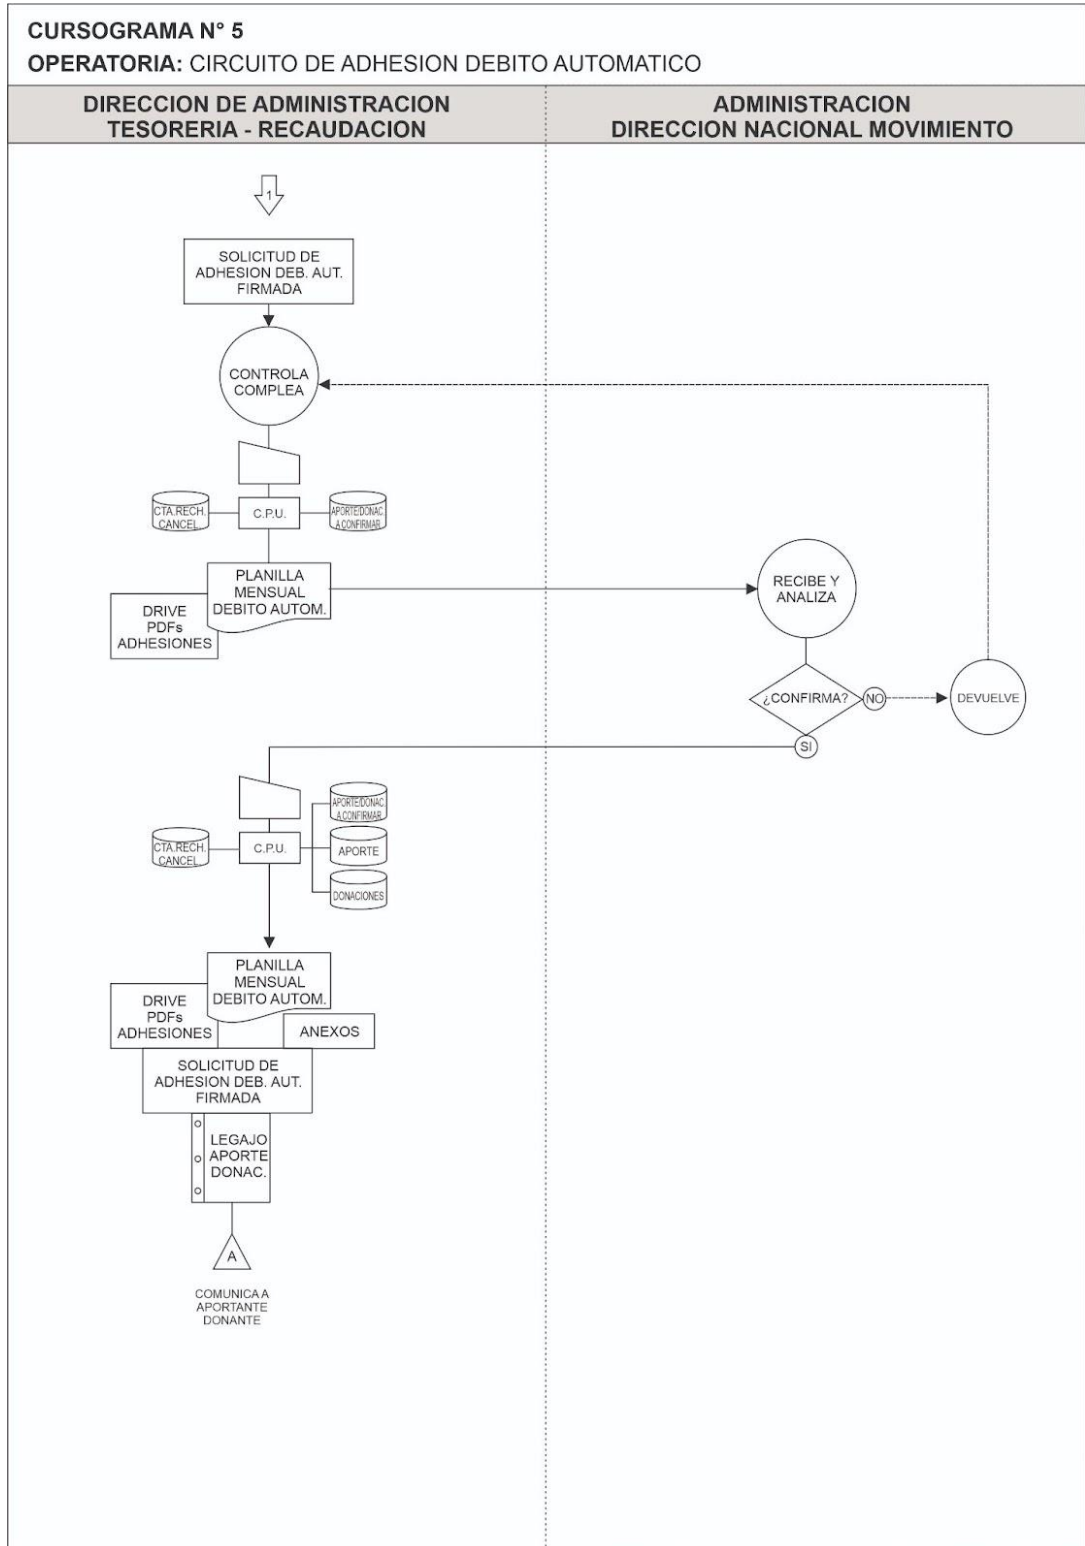 CURSOGRAMA N° 5
OPERATORIA: CIRCUITO DE ADHESION DEBITO AUTOMATICO
DIRECCION DE ADMINISTRACION
TESORERIA - RECAUDACION
ADMINISTRACION
DIRECCION NACIONAL MOVIMIENTO
1
SOLICITUD DE
ADHESION DEB. AUT.
FIRMADA
CONTROLA
COMPLEA
CTA.RECH.
CANCEL.
C.P.U.
APORTE/DONAC.
A CONFIRMAR
PLANILLA
MENSUAL
DEBITO AUTOM.
DRIVE
PDFs
ADHESIONES
RECIBE Y
ANALIZA
¿CONFIRMA?
NO
DEVUELVE
SI
APORTE/DONAC.
A CONFIRMAR
CTA.RECH.
CANCEL.
C.P.U.
APORTE
DONACIONES
PLANILLA
MENSUAL
DEBITO AUTOM.
DRIVE
PDFs
ADHESIONES
ANEXOS
SOLICITUD DE
ADHESION DEB. AUT.
FIRMADA
LEGAJO
APORTE
DONAC.
A
COMUNICA A
APORTANTE
DONANTE